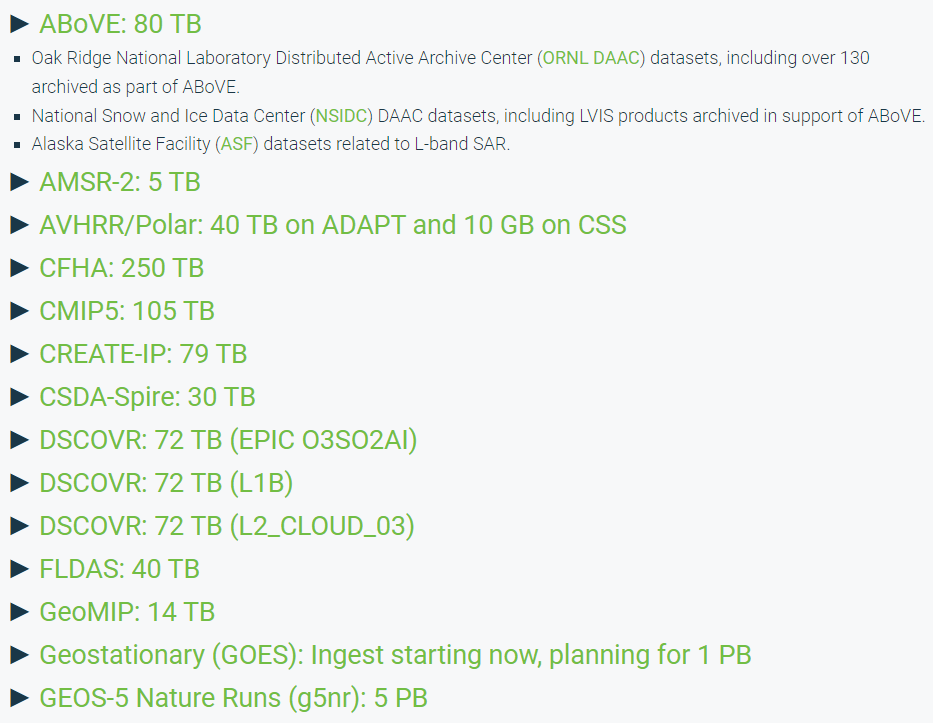 ABoVE: 80 TB
Oak Ridge National Laboratory Distributed Active Archive Center (ORNL DAAC) datasets, including over 130
archived as part of ABoVE.
National Snow and Ice Data Center (NSIDC) DAAC datasets, including LVIS products archived in support of ABoVE.
Alaska Satellite Facility (ASF) datasets related to L-band SAR.
AMSR-2: 5 TB
AVHRR/Polar: 40 TB on ADAPT and 10 GB on CSS
CFHA: 250 TB
CMIP5: 105 TB
CREATE-IP: 79 TB
CSDA-Spire: 30 TB
DSCOVR: 72 TB (EPIC O3SO2AI)
DSCOVR: 72 TB (L1B)
DSCOVR: 72 TB (L2_CLOUD_03)
FLDAS: 40 TB
GeoMIP: 14 TB
Geostationary (GOES): Ingest starting now, planning for 1 PB
GEOS-5 Nature Runs (g5nr): 5 PB